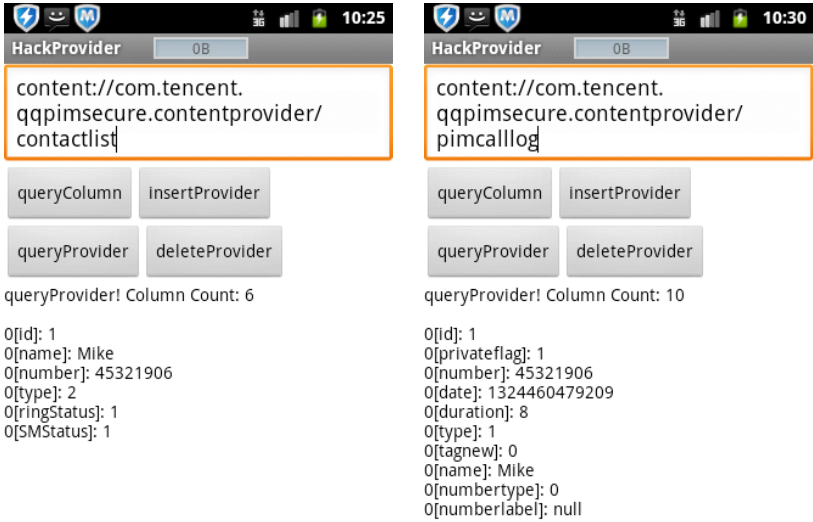 3G 10:25
HackProvider 0B
content://com.tencent.
qqpimsecure.contentprovider/
contactlist
queryColumn insertProvider
queryProvider deleteProvider
queryProvider! Column Count: 6
0[id]: 1
0[name]: Mike
0[number]: 45321906
0[type]: 2
0[ringStatus]: 1
0[SMStatus]: 1
3G 10:30
HackProvider 0B
content://com.tencent.
qqpimsecure.contentprovider/
pimcalllog
queryColumn insertProvider
queryProvider deleteProvider
queryProvider! Column Count: 10
0[id]: 1
0[privateflag]: 1
0[number]: 45321906
0[date]: 1324460479209
0[duration]: 8
0[type]: 1
0[tagnew]: 0
0[name]: Mike
0[numbertype]: 0
0[numberlabel]: null